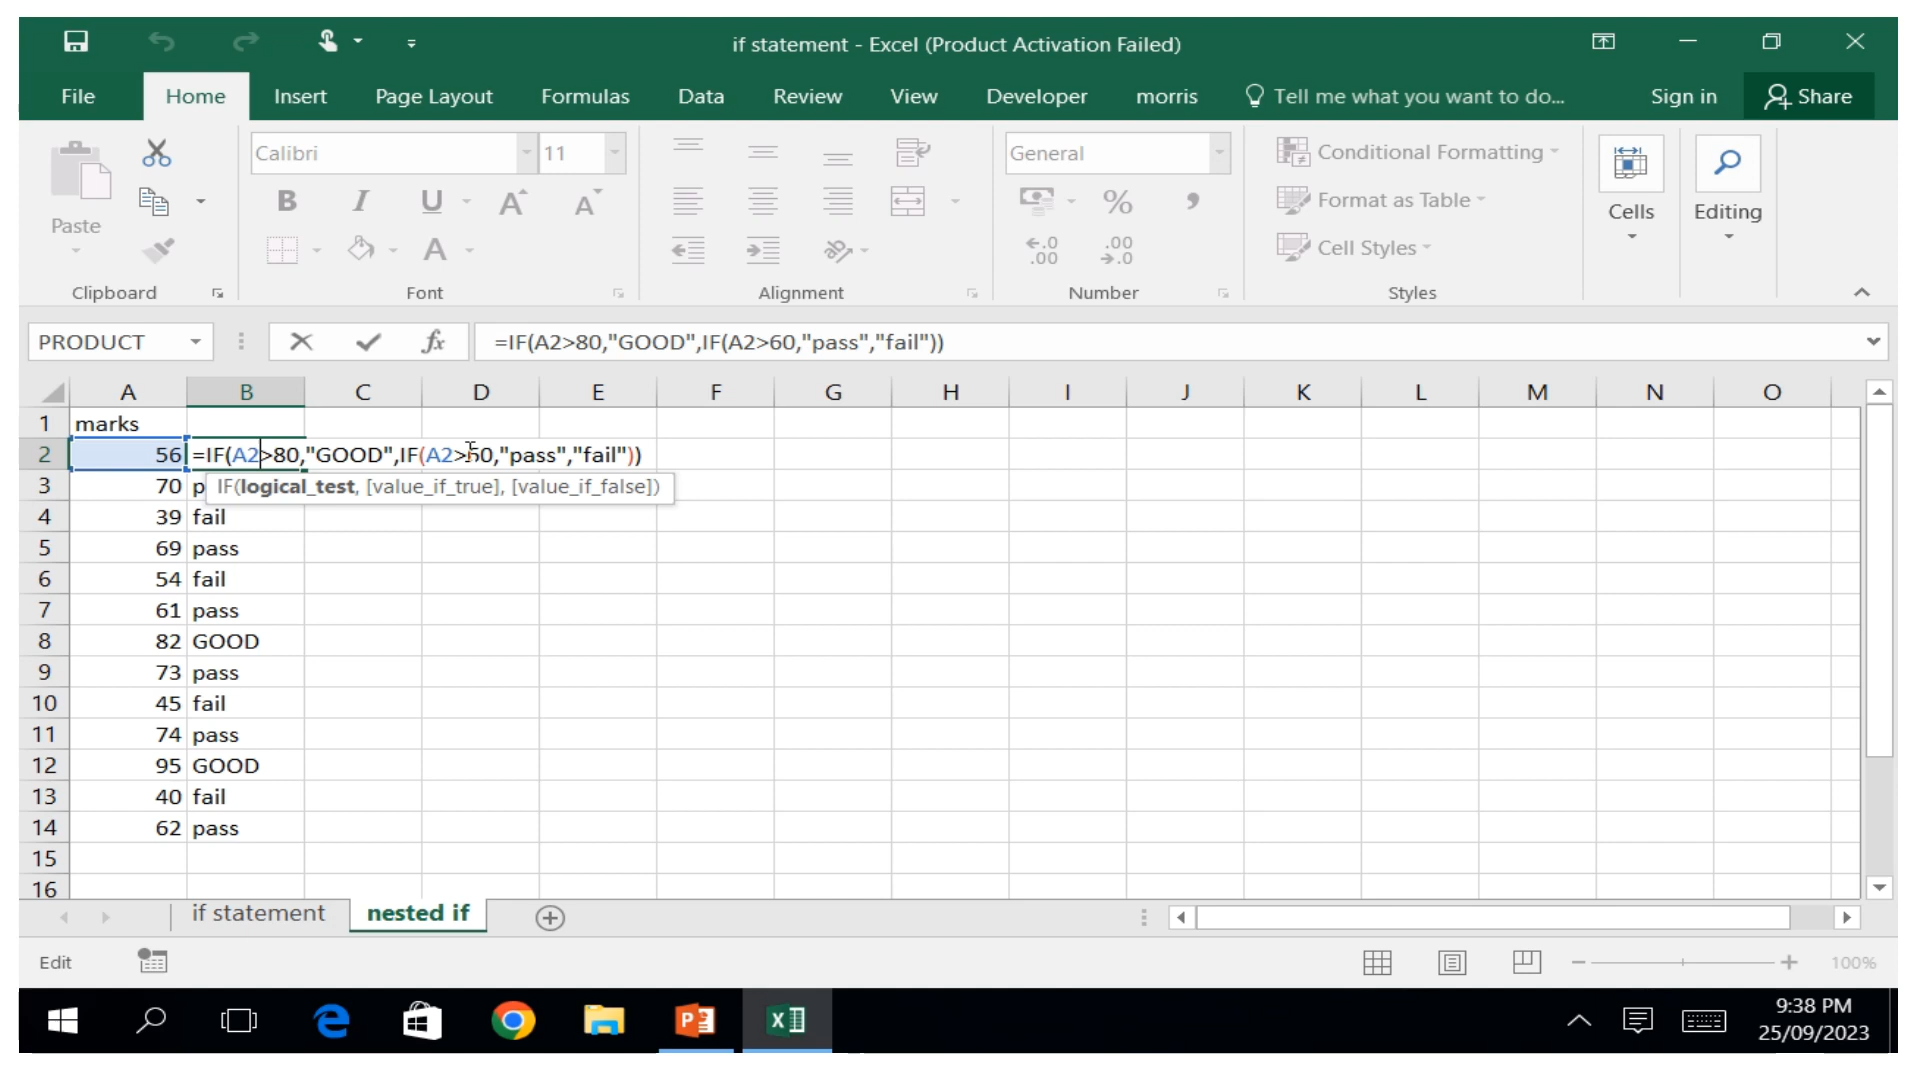 if statement - Excel (Product Activation Failed)
File Home Insert Page Layout Formulas Data Review View Developer morris Tell me what you want to do... Sign in Share
Calibri 11 General Conditional Formatting
Paste B I U A A % , Format as Table Cells Editing
A ←.0 .00 .00 →.0 Cell Styles
Clipboard Font Alignment Number Styles
PRODUCT fx =IF(A2>80,"GOOD",IF(A2>60,"pass","fail"))
A B C D E F G H I J K L M N O
1 marks
2 56 =IF(A2>80,"GOOD",IF(A2>60,"pass","fail"))
3 70 p IF(logical_test, [value_if_true], [value_if_false])
4 39 fail
5 69 pass
6 54 fail
7 61 pass
8 82 GOOD
9 73 pass
10 45 fail
11 74 pass
12 95 GOOD
13 40 fail
14 62 pass
15
16
if statement nested if
Edit 100%
9:38 PM
25/09/2023